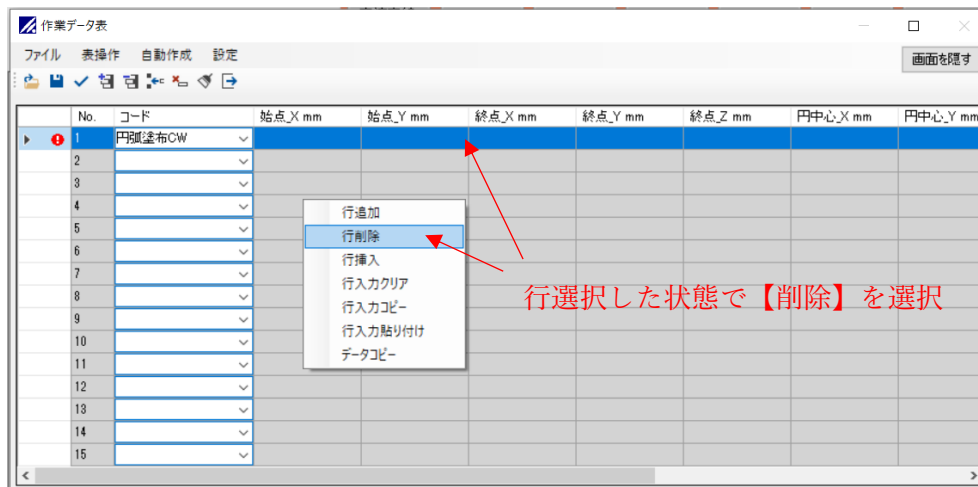 作業データ表
ファイル 表操作 自動作成 設定
画面を隠す
No. コード 始点_X mm 始点_Y mm 終点_X mm 終点_Y mm 終点_Z mm 円中心_X mm 円中心_Y mm
1 円弧塗布CW
2
3
4
行追加
5
行削除
6
行挿入
7
行入力クリア
8
行選択した状態で【削除】を選択
行入力コピー
9
行入力貼り付け
10
データコピー
11
12
13
14
15